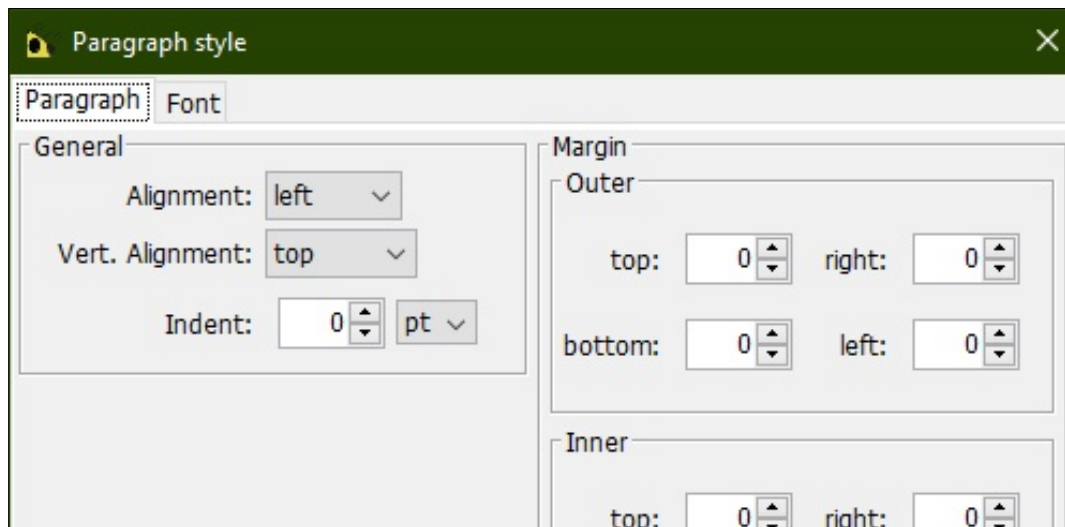 Paragraph style
Paragraph Font
General
Alignment: left
Vert. Alignment: top
Indent: 0 pt
Margin
Outer
top: 0 right: 0
bottom: 0 left: 0
Inner
top: 0 right: 0